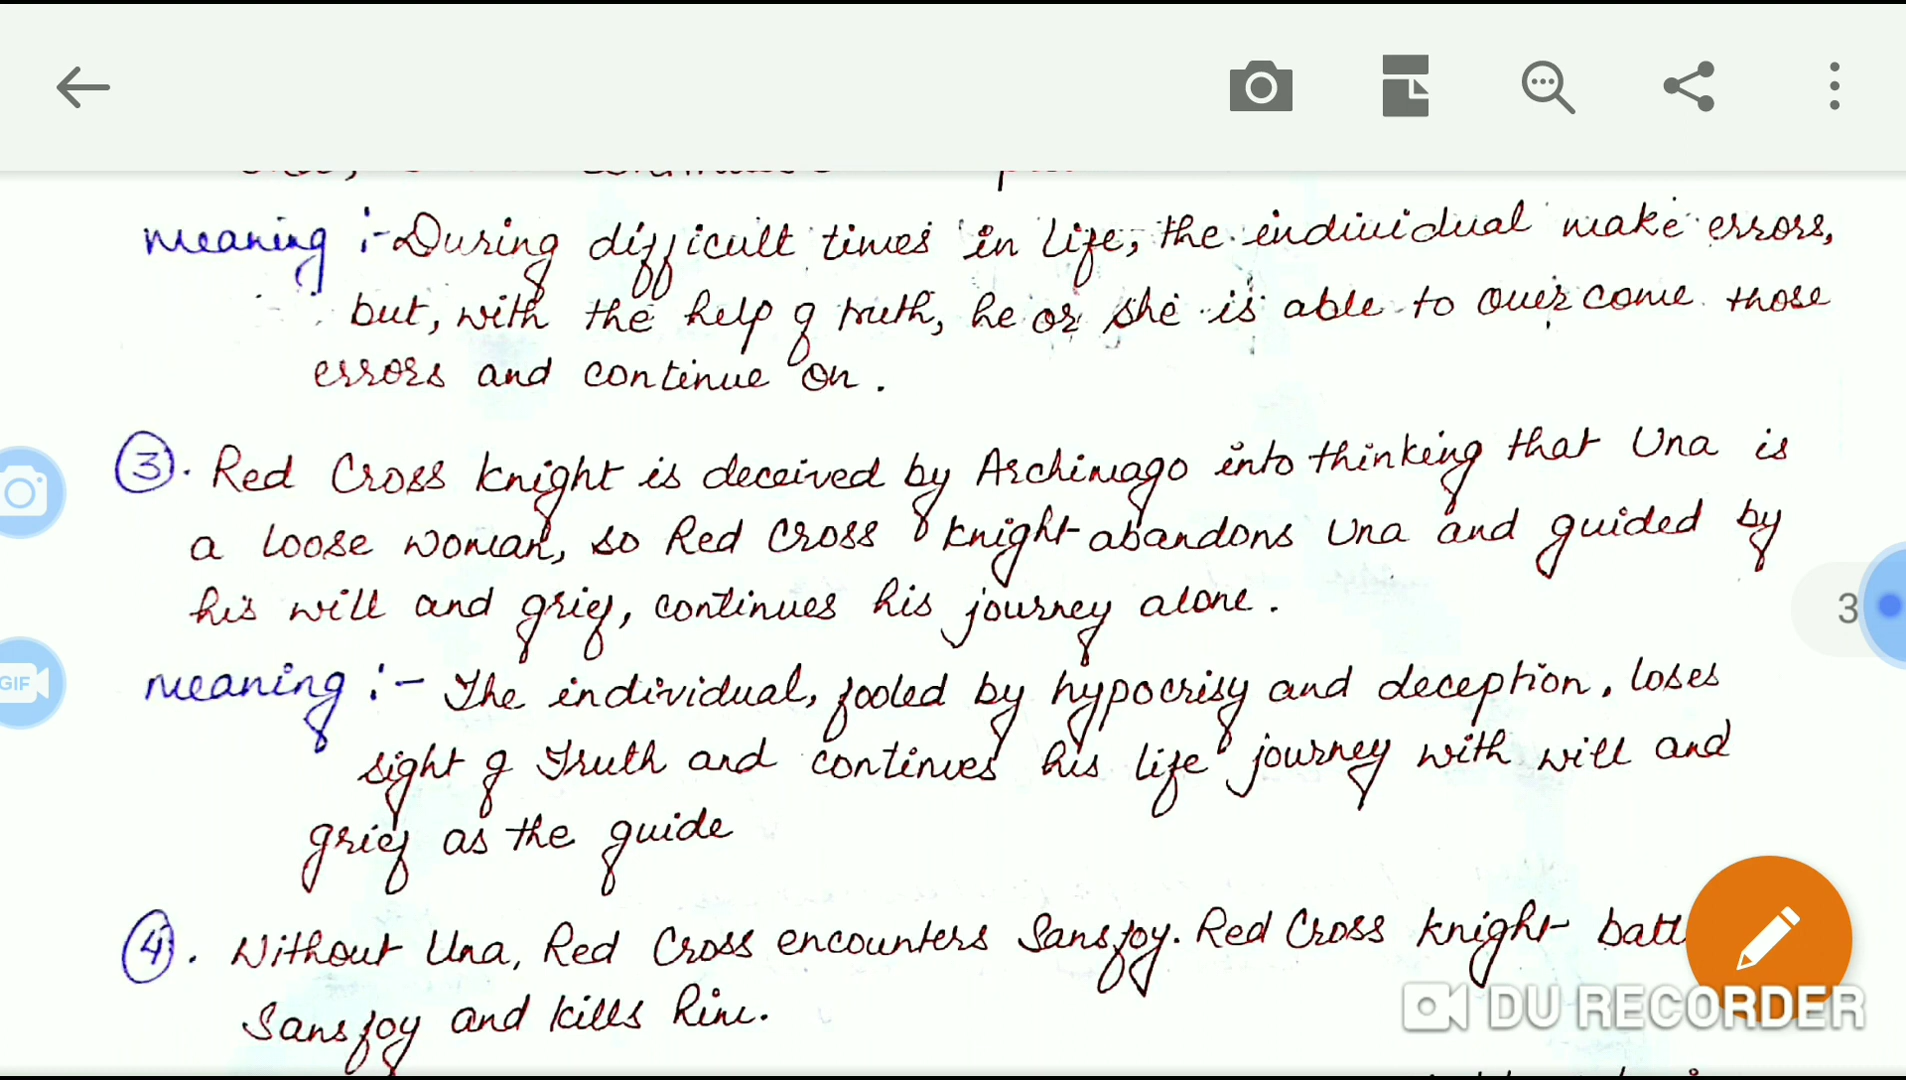 meaning :- During difficult times in life, the individual make errors,
but, with the help of truth, he or she is able to overcome those
errors and continue on.
3. Red Cross knight is deceived by Archimago into thinking that Una is
a loose woman, so Red Cross knight abandons Una and guided by
his will and grief, continues his journey alone.
3
meaning :- The individual, fooled by hypocrisy and deception, loses
GIF
sight of Truth and continues his life journey with will and
grief as the guide
4. Without Una, Red Cross encounters Sansfoy. Red Cross knight batt
DU RECORDER
Sansfoy and kills him.